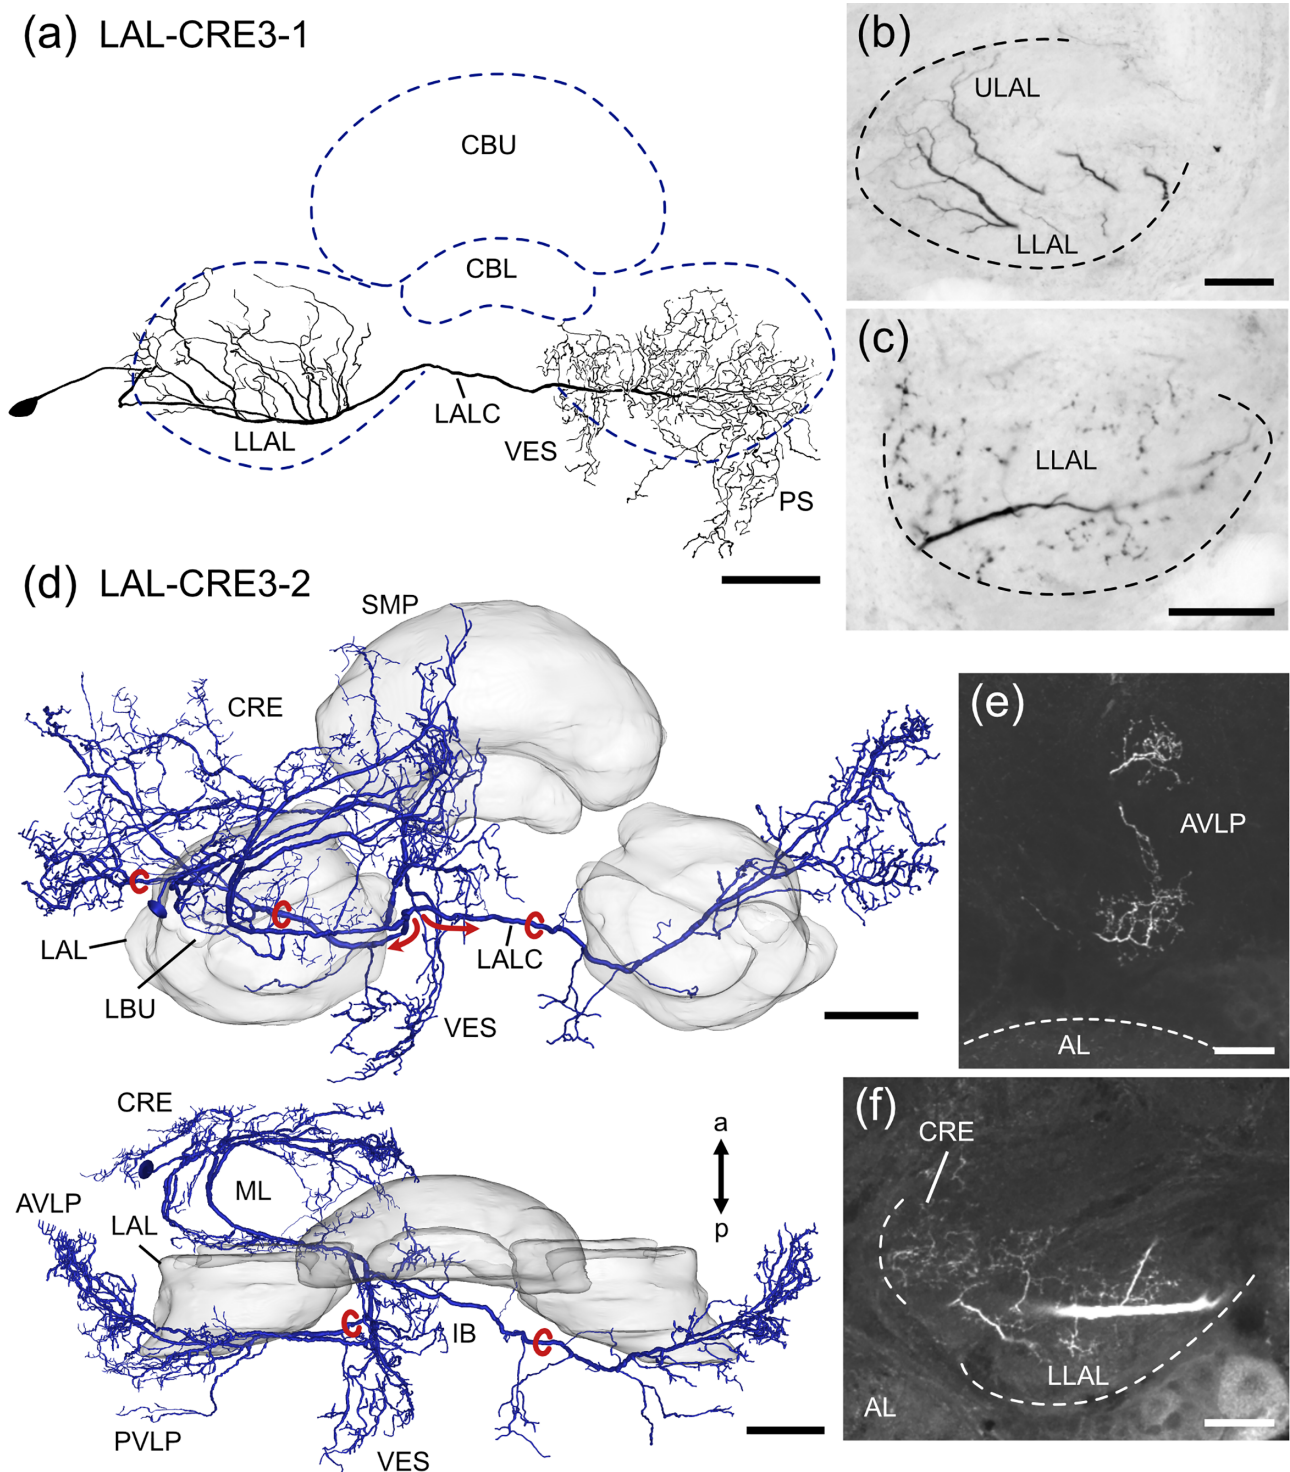 (a) LAL-CRE3-1
CBU
CBL
LALC
LLAL
VES
PS
(b)
ULAL
LLAL
(c)
LLAL
(d) LAL-CRE3-2
SMP
CRE
LAL
LBU
LALC
VES
CRE
a
p
ML
AVLP
LAL
IB
PVLP
VES
(e)
AVLP
AL
(f)
CRE
LLAL
AL